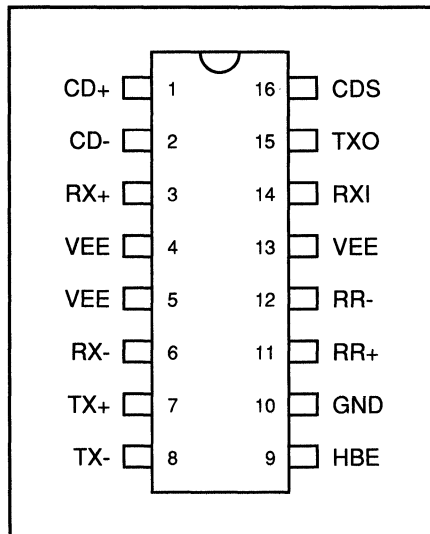 CD+ 1 16 CDS
CD- 2 15 TXO
RX+ 3 14 RXI
VEE 4 13 VEE
VEE 5 12 RR-
RX- 6 11 RR+
TX+ 7 10 GND
TX- 8 9 HBE